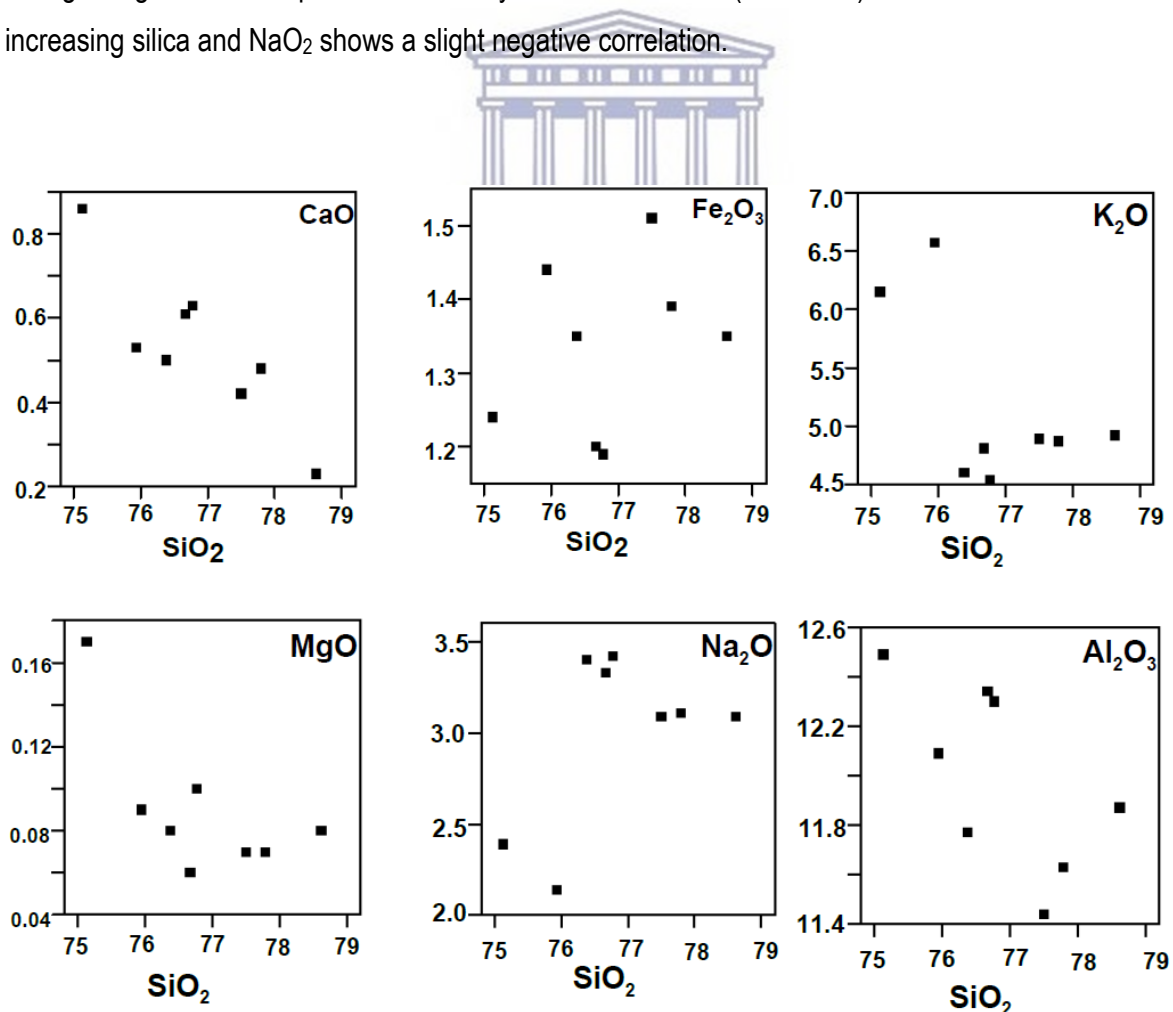 increasing silica and NaO₂ shows a slight negative correlation.
CaO
0.8
0.6
0.4
0.2
75 76 77 78 79
SiO2
Fe₂O₃
1.5
1.4
1.3
1.2
75 76 77 78 79
SiO₂
K₂O
7.0
6.5
6.0
5.5
5.0
4.5
75 76 77 78 79
SiO₂
MgO
0.16
0.12
0.08
0.04
75 76 77 78 79
SiO₂
Na₂O
3.5
3.0
2.5
2.0
75 76 77 78 79
SiO₂
Al₂O₃
12.6
12.2
11.8
11.4
75 76 77 78 79
SiO₂